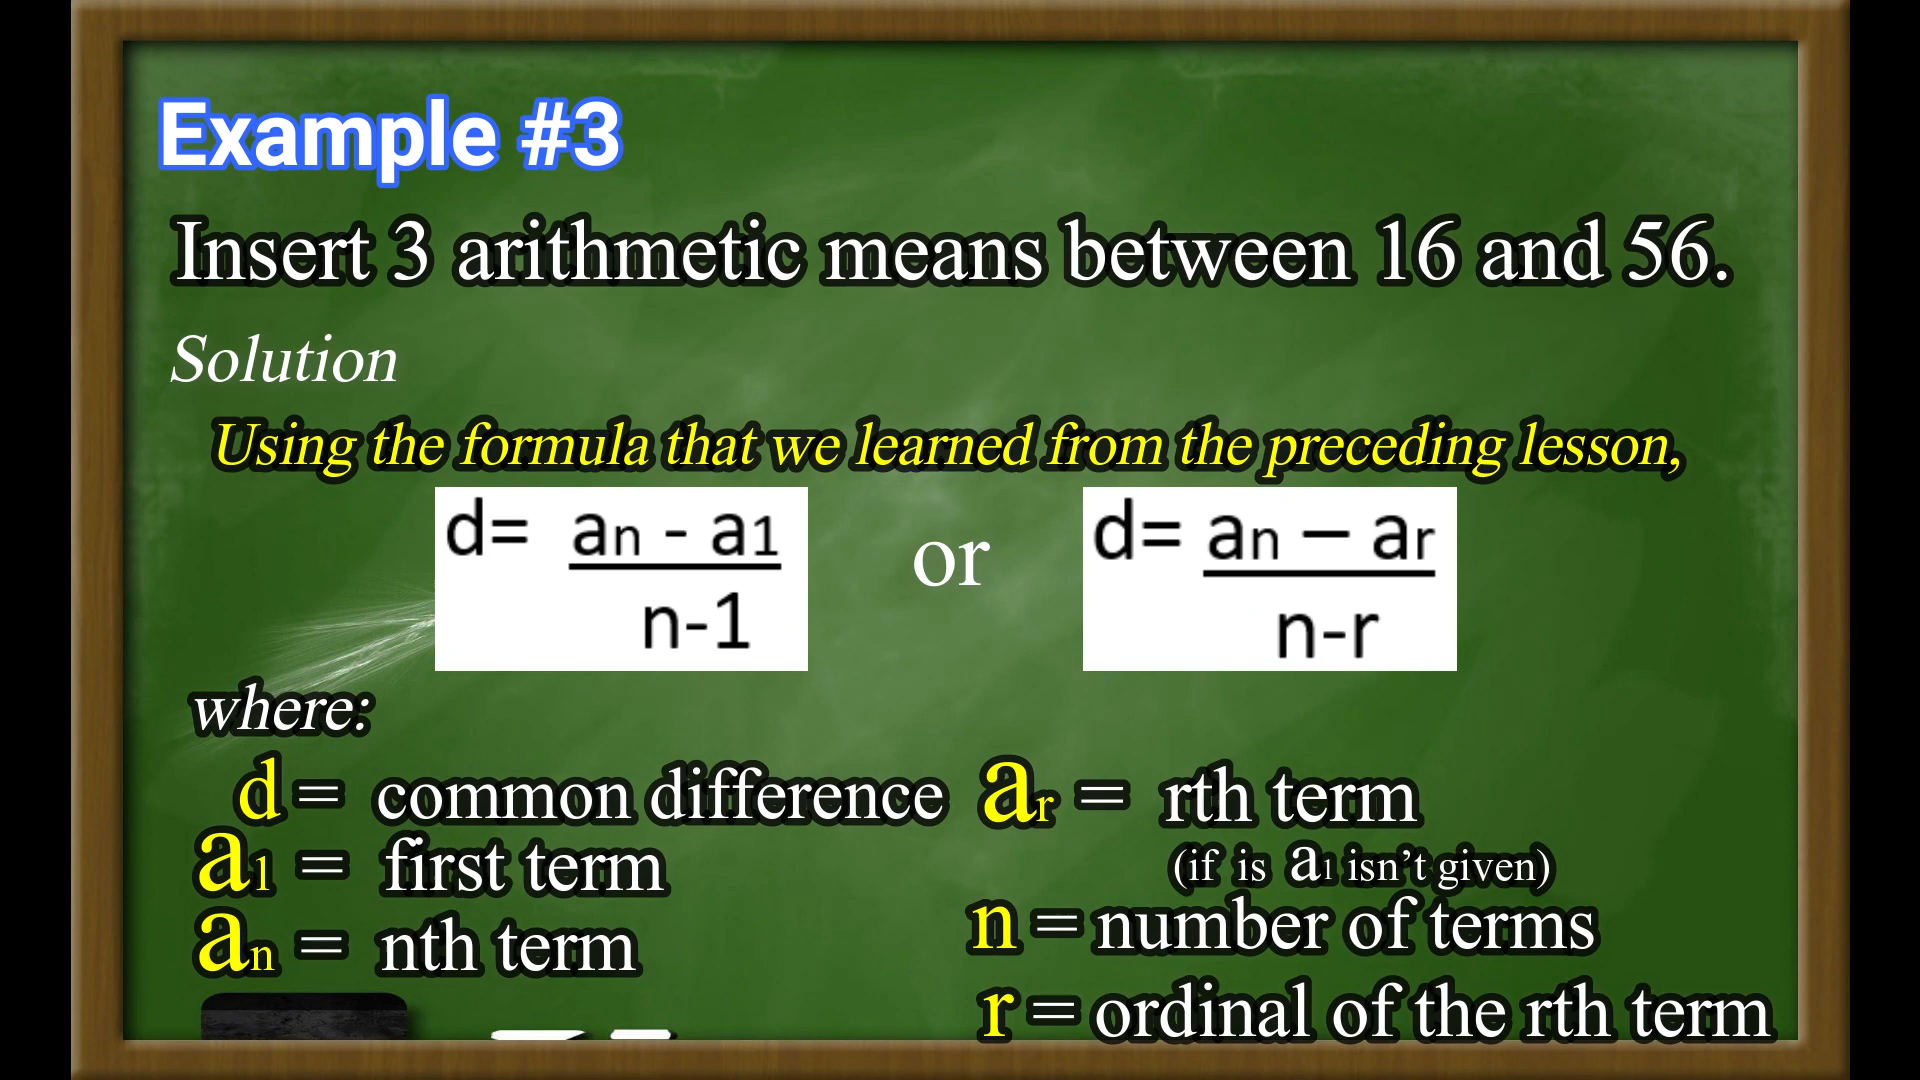 Example #3
Insert 3 arithmetic means between 16 and 56.
Solution
Using the formula that we learned from the preceding lesson,
d= an - a1
n-1
or
d= an – ar
n-r
where:
d = common difference
a1 = first term
an = nth term
ar = rth term
(if is a1 isn't given)
n = number of terms
r = ordinal of the rth term